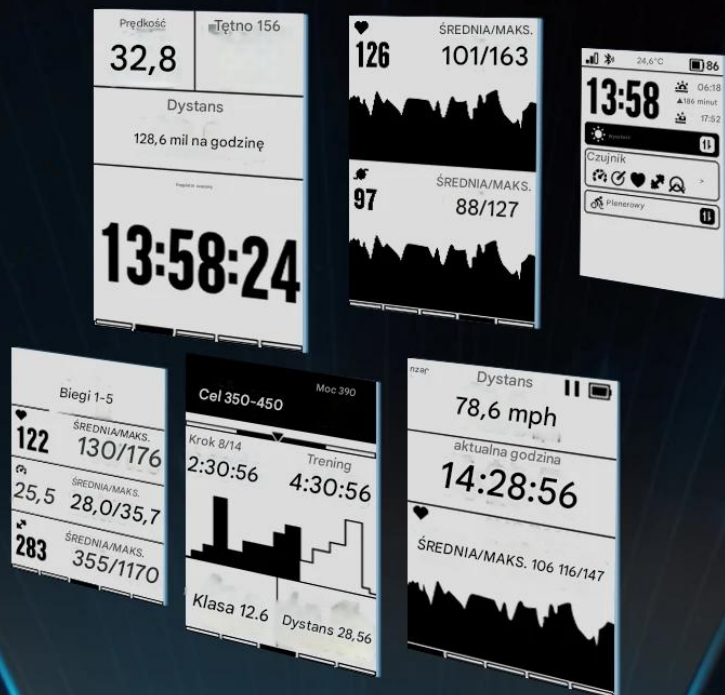 Prędkość
32,8
Tętno 156
Dystans
128,6 mil na godzinę
13:58:24
126
ŚREDNIA/MAKS.
101/163
97
ŚREDNIA/MAKS.
88/127
24,6°C
86
13:58
06:18
▲186 minut
17:52
Czujnik
>
Plenerowy
Biegi 1-5
122
ŚREDNIA/MAKS.
130/176
25,5
ŚREDNIA/MAKS.
28,0/35,7
283
ŚREDNIA/MAKS.
355/1170
Moc 390
Cel 350-450
Krok 8/14
2:30:56
Trening
4:30:56
Klasa 12.6
Dystans 28,56
Dystans
78,6 mph
aktualna godzina
14:28:56
ŚREDNIA/MAKS. 106 116/147